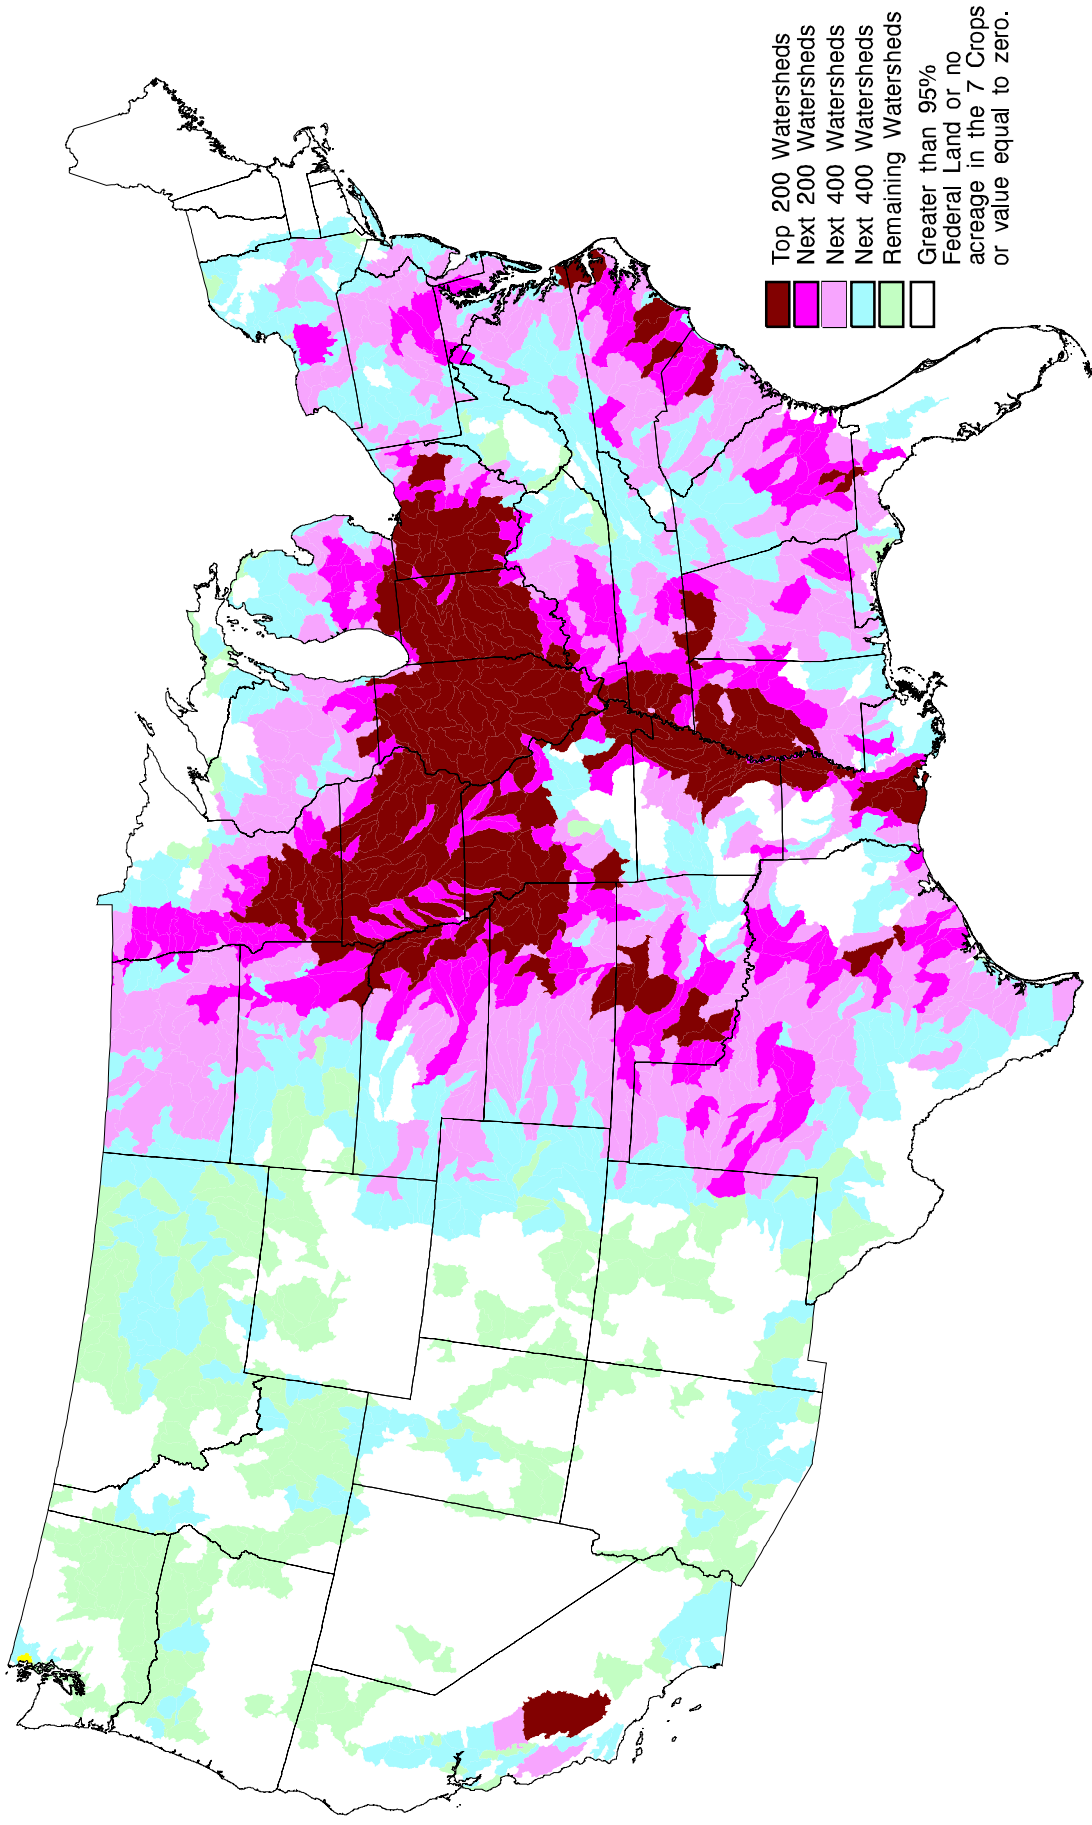 Top 200 Watersheds
Next 200 Watersheds
Next 400 Watersheds
Next 400 Watersheds
Remaining Watersheds
Greater than 95%
Federal Land or no
acreage in the 7 Crops
or value equal to zero.